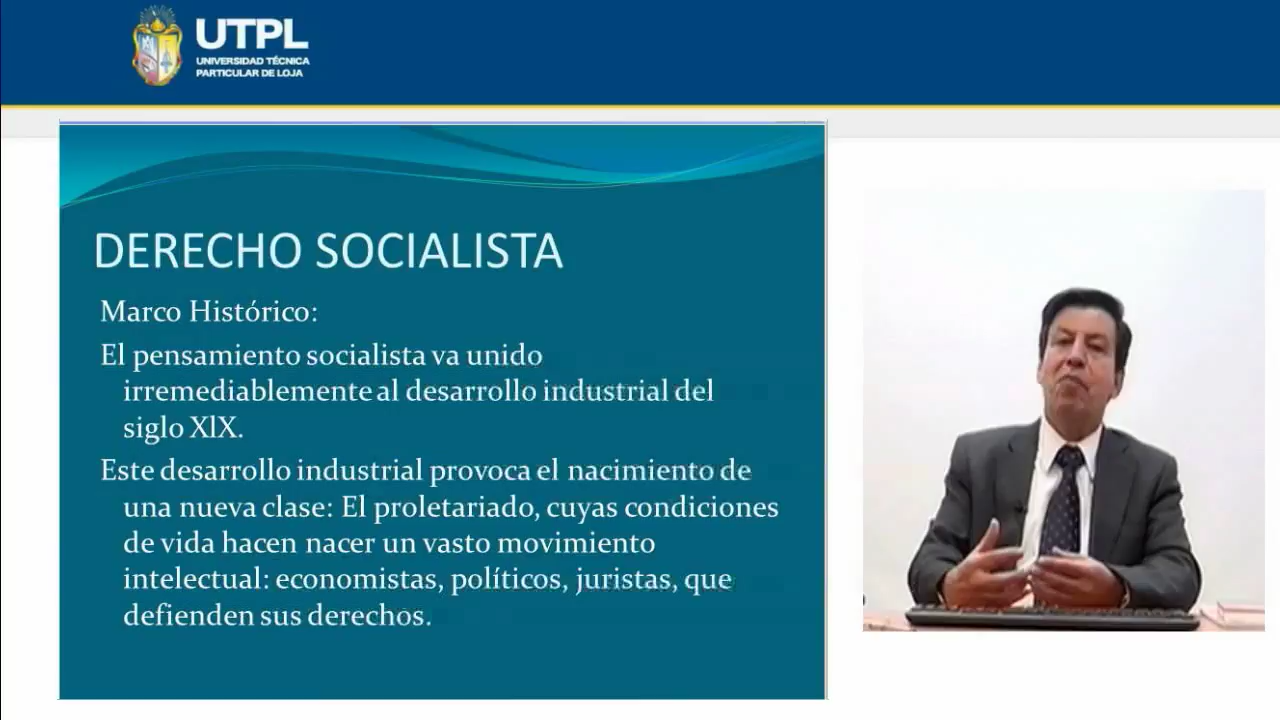 UTPL
UNIVERSIDAD TÉCNICA
PARTICULAR DE LOJA
DERECHO SOCIALISTA
Marco Histórico:
El pensamiento socialista va unido
irremediablemente al desarrollo industrial del
siglo XlX.
Este desarrollo industrial provoca el nacimiento de
una nueva clase: El proletariado, cuyas condiciones
de vida hacen nacer un vasto movimiento
intelectual: economistas, políticos, juristas, que
defienden sus derechos.